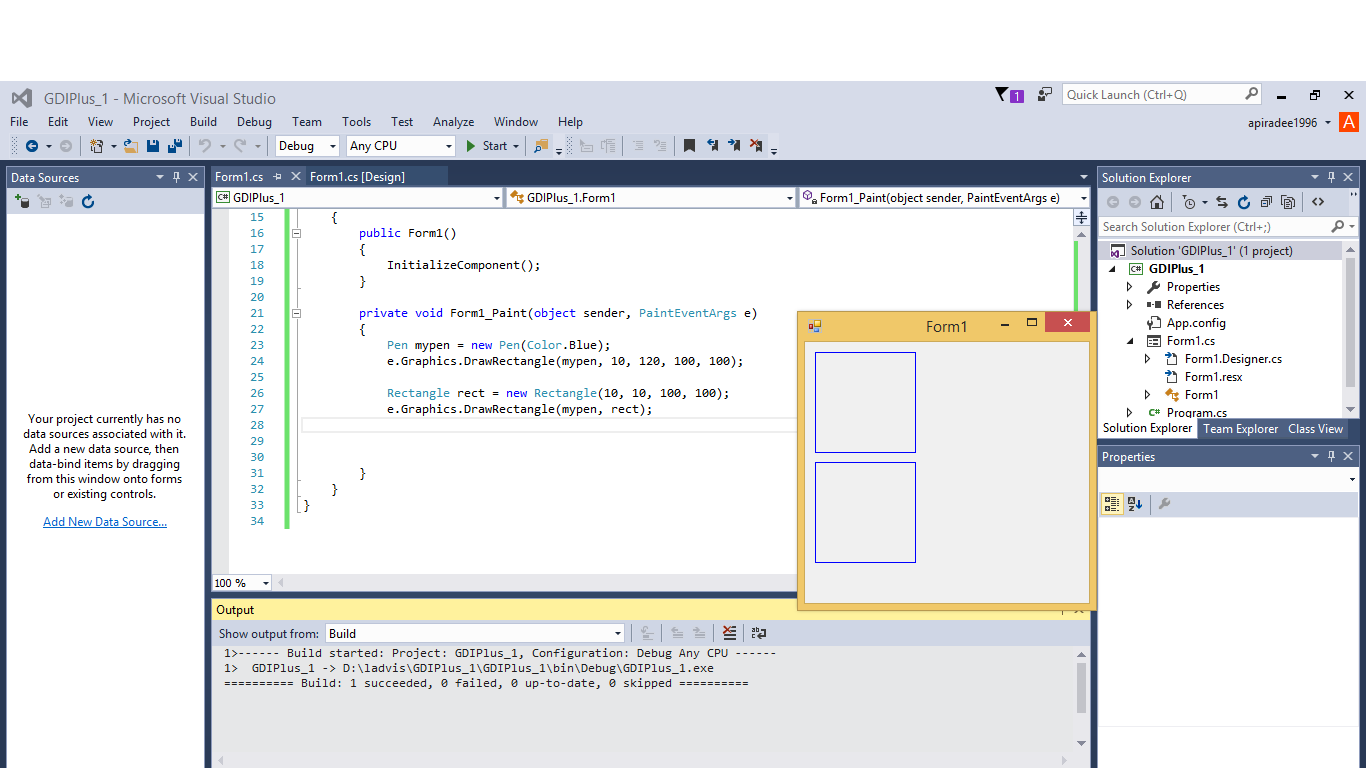 GDIPlus_1 - Microsoft Visual Studio
1
Quick Launch (Ctrl+Q)
File Edit View Project Build Debug Team Tools Test Analyze Window Help
apiradee1996 A
Debug Any CPU Start
Data Sources
Your project currently has no
data sources associated with it.
Add a new data source, then
data-bind items by dragging
from this window onto forms
or existing controls.
Add New Data Source...
Form1.cs Form1.cs [Design]
C# GDIPlus_1 GDIPlus_1.Form1 Form1_Paint(object sender, PaintEventArgs e)
15 {
16 public Form1()
17 {
18 InitializeComponent();
19 }
20
21 private void Form1_Paint(object sender, PaintEventArgs e)
22 {
23 Pen mypen = new Pen(Color.Blue);
24 e.Graphics.DrawRectangle(mypen, 10, 120, 100, 100);
25
26 Rectangle rect = new Rectangle(10, 10, 100, 100);
27 e.Graphics.DrawRectangle(mypen, rect);
28
29
30
31 }
32 }
33 }
34
100 %
Form1
Output
Show output from: Build
1>------ Build started: Project: GDIPlus_1, Configuration: Debug Any CPU ------
1> GDIPlus_1 -> D:\ladvis\GDIPlus_1\GDIPlus_1\bin\Debug\GDIPlus_1.exe
========== Build: 1 succeeded, 0 failed, 0 up-to-date, 0 skipped ==========
Solution Explorer
Search Solution Explorer (Ctrl+;)
Solution 'GDIPlus_1' (1 project)
C# GDIPlus_1
Properties
References
App.config
Form1.cs
Form1.Designer.cs
Form1.resx
Form1
C# Program.cs
Solution Explorer Team Explorer Class View
Properties